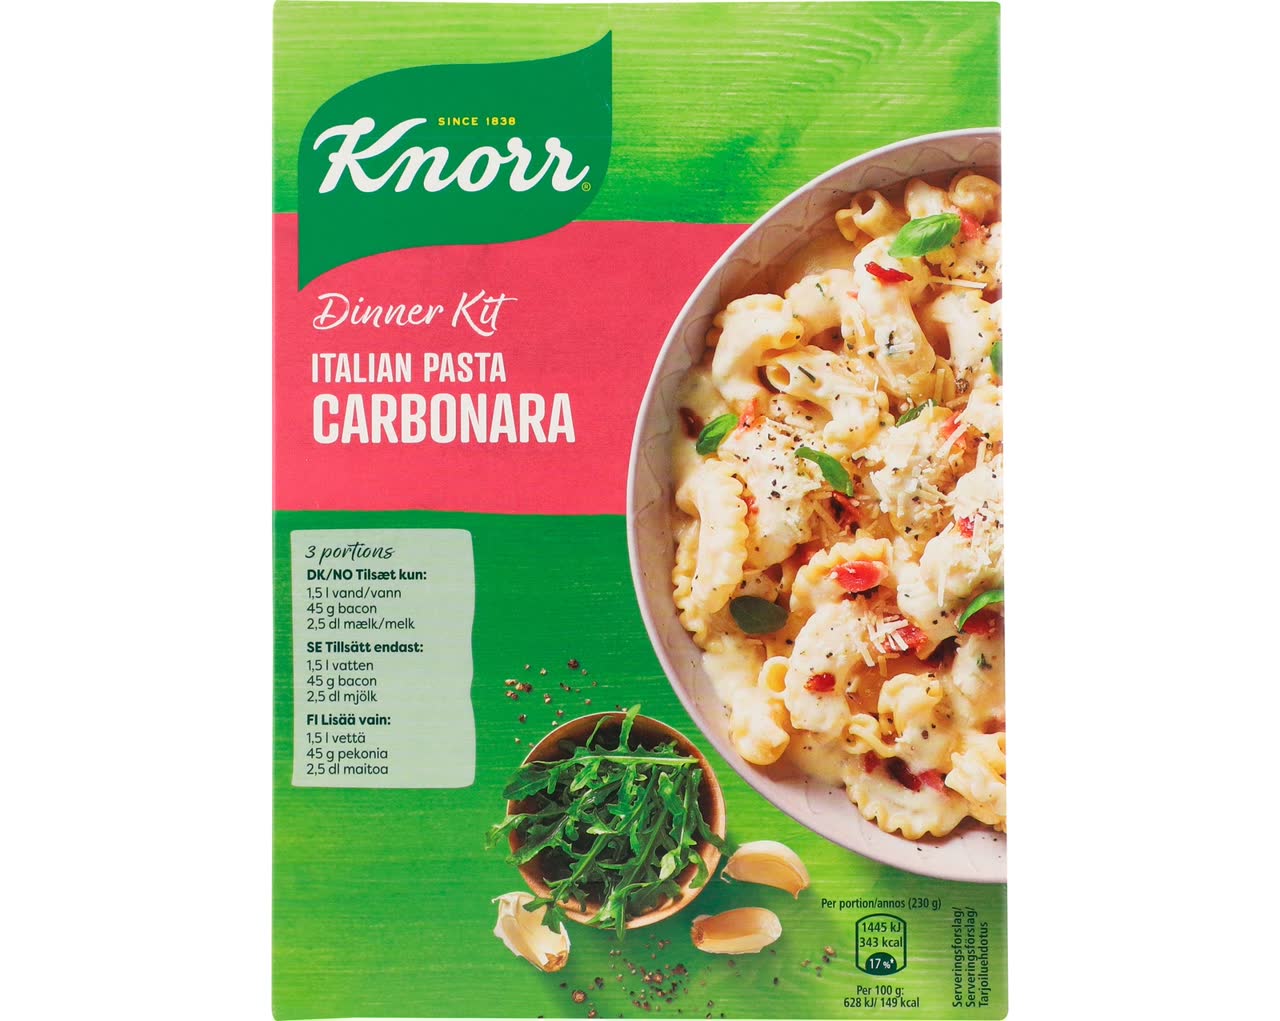 SINCE 1838
Knorr®
Dinner Kit
ITALIAN PASTA
CARBONARA
3 portions
DK/NO Tilsæt kun:
1,5 l vand/vann
45 g bacon
2,5 dl mælk/melk
SE Tillsätt endast:
1,5 l vatten
45 g bacon
2,5 dl mjölk
FI Lisää vain:
1,5 l vettä
45 g pekonia
2,5 dl maitoa
Per portion/annos (230 g)
1445 kJ
343 kcal
17 %*
Per 100 g:
628 kJ/ 149 kcal
Serveringsforslag/
Serveringsförslag/
Tarjoiluehdotus